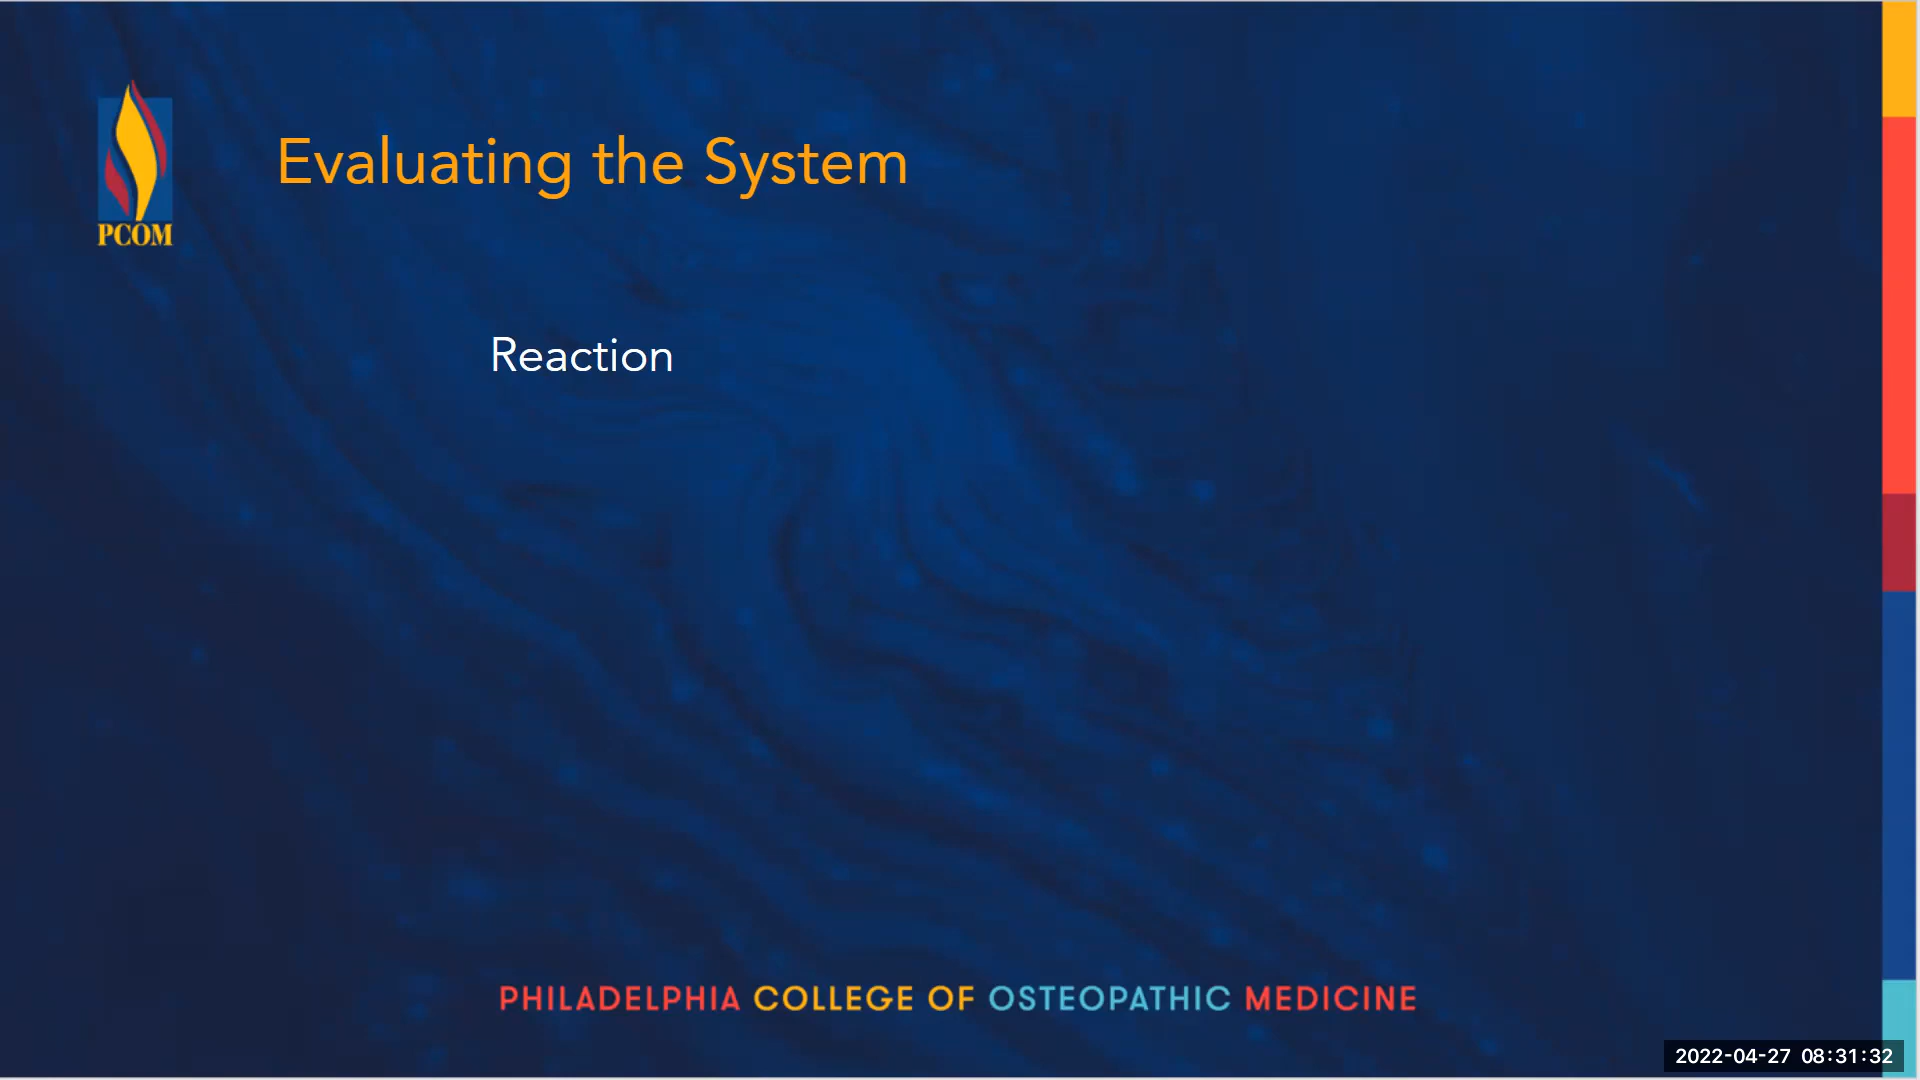 PCOM
Evaluating the System
Reaction
PHILADELPHIA COLLEGE OF OSTEOPATHIC MEDICINE
2022-04-27 08:31:32